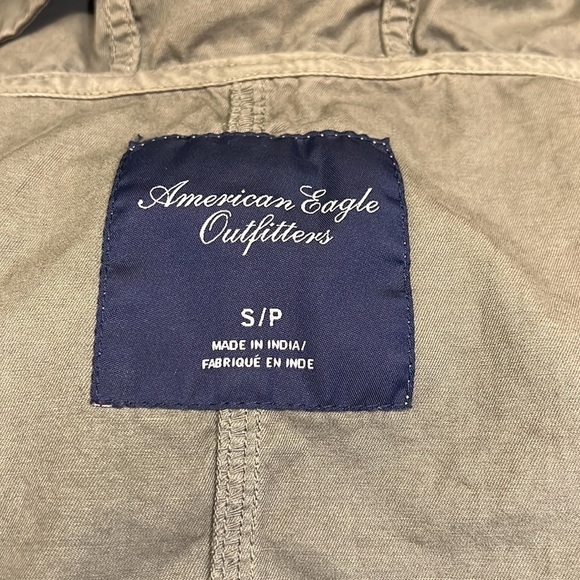 American Eagle
Outfitters
S/P
MADE IN INDIA/
FABRIQUÉ EN INDE